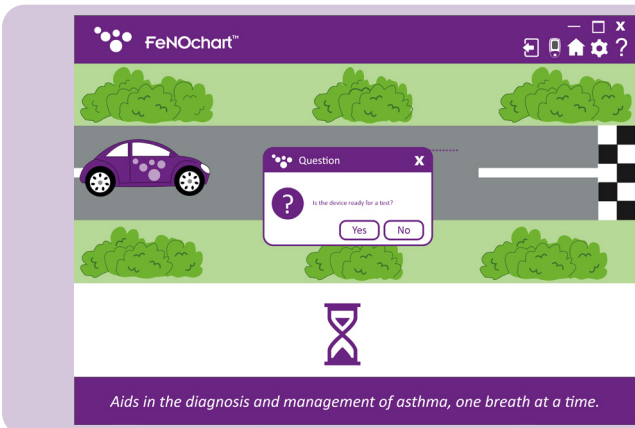 FeNOchart™
Question
Is the device ready for a test?
Yes No
Aids in the diagnosis and management of asthma, one breath at a time.